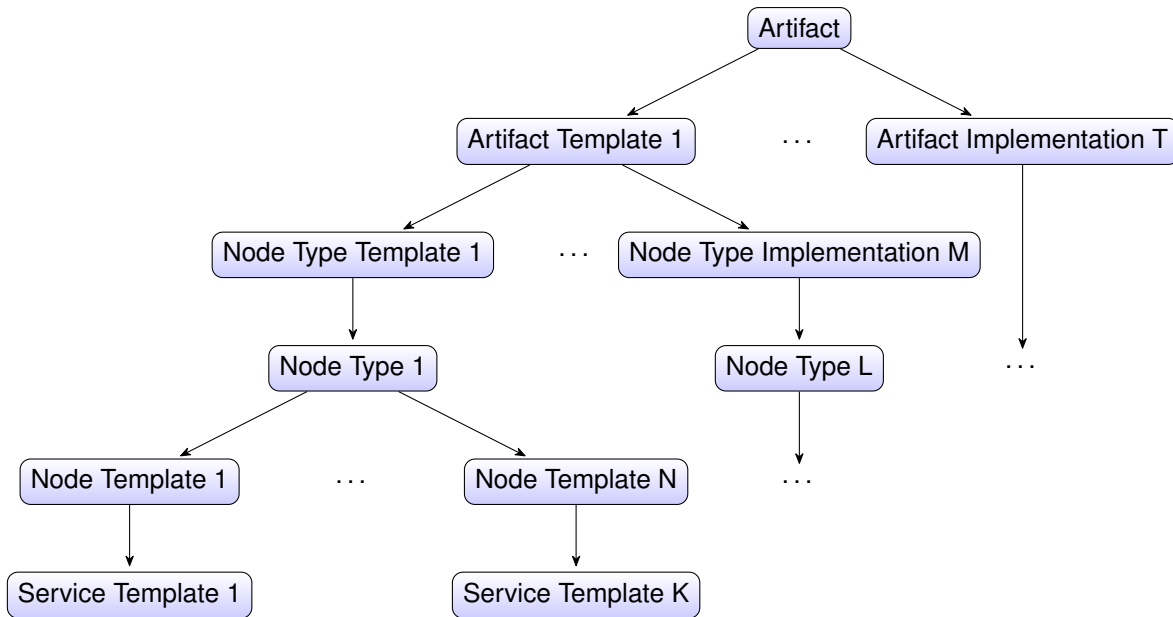 Artifact
Artifact Template 1
. . .
Artifact Implementation T
Node Type Template 1
. . .
Node Type Implementation M
Node Type 1
Node Type L
. . .
Node Template 1
. . .
Node Template N
. . .
Service Template 1
Service Template K